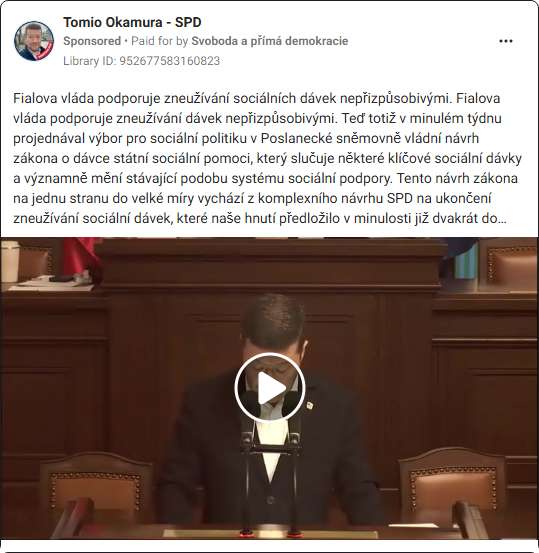 Tomio Okamura - SPD
Sponsored • Paid for by Svoboda a přímá demokracie
Library ID: 952677583160823
Fialova vláda podporuje zneužívání sociálních dávek nepřizpůsobivými. Fialova
vláda podporuje zneužívání dávek nepřizpůsobivými. Teď totiž v minulém týdnu
projednával výbor pro sociální politiku v Poslanecké sněmovně vládní návrh
zákona o dávce státní sociální pomoci, který slučuje některé klíčové sociální dávky
a významně mění stávající podobu systému sociální podpory. Tento návrh zákona
na jednu stranu do velké míry vychází z komplexního návrhu SPD na ukončení
zneužívání sociální dávek, které naše hnutí předložilo v minulosti již dvakrát do…